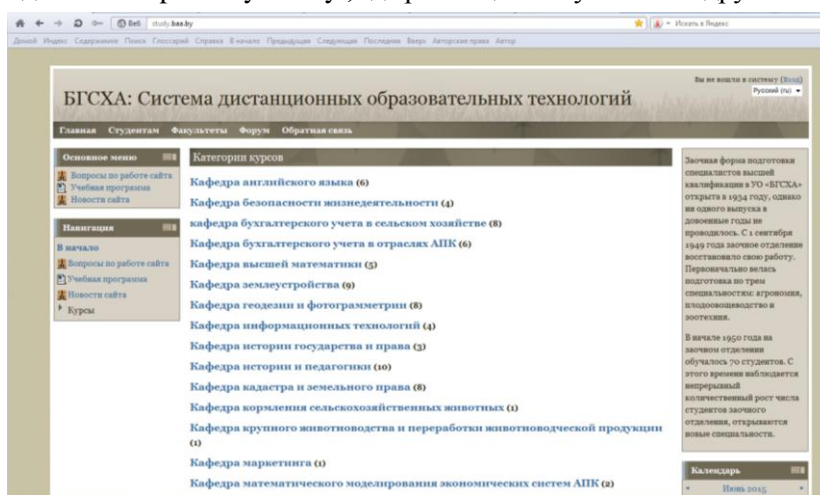 Веб
study.baa.by
Искать в Яндекс
Домой Индекс Содержание Поиск Глоссарий Справка В начало Предыдущая Следующая Последняя Вверх Авторские права Автор
Вы не вошли в систему (Вход)
Русский (ru)
БГСХА: Система дистанционных образовательных технологий
Главная Студентам Факультеты Форум Обратная связь
Основное меню
Вопросы по работе сайта
Учебная программа
Новости сайта
Навигация
В начало
Вопросы по работе сайта
Учебная программа
Новости сайта
Курсы
Категории курсов
Кафедра английского языка (6)
Кафедра безопасности жизнедеятельности (4)
кафедра бухгалтерского учета в сельском хозяйстве (8)
Кафедра бухгалтерского учета в отраслях АПК (6)
Кафедра высшей математики (5)
Кафедра землеустройства (9)
Кафедра геодезии и фотограмметрии (8)
Кафедра информационных технологий (4)
Кафедра истории государства и права (3)
Кафедра истории и педагогики (10)
Кафедра кадастра и земельного права (8)
Кафедра кормления сельскохозяйственных животных (1)
Кафедра крупного животноводства и переработки животноводческой продукции
(1)
Кафедра маркетинга (1)
Кафедра математического моделирования экономических систем АПК (2)
Заочная форма подготовки
специалистов высшей
квалификации в УО «БГСХА»
открыта в 1934 году, однако
ни одного выпуска в
довоенные годы не
проводилось. С 1 сентября
1949 года заочное отделение
восстановило свою работу.
Первоначально велась
подготовка по трем
специальностям: агрономия,
плодоовощеводство и
зоотехния.
В начале 1950 года на
заочном отделении
обучалось 70 студентов. С
этого времени наблюдается
непрерывный
количественный рост числа
студентов заочного
отделения, открываются
новые специальности.
Календарь
Июнь 2015